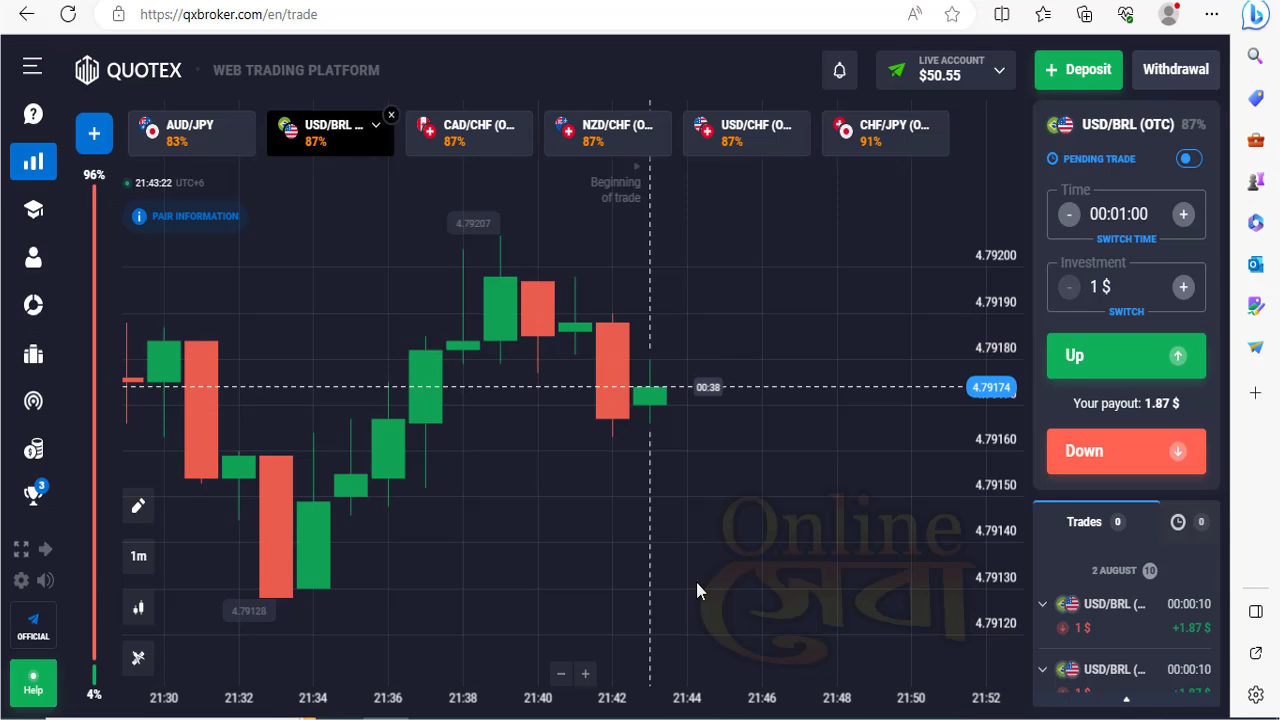 https://qxbroker.com/en/trade
QUOTEX
WEB TRADING PLATFORM
LIVE ACCOUNT
$50.55
+ Deposit
Withdrawal
AUD/JPY
83%
USD/BRL ...
87%
CAD/CHF (O...
87%
NZD/CHF (O...
87%
USD/CHF (O...
87%
CHF/JPY (O...
91%
96%
21:43:22 UTC+6
PAIR INFORMATION
Beginning
of trade
4.79207
4.79128
00:38
4.79200
4.79190
4.79180
4.79174
4.79160
4.79150
4.79140
4.79130
4.79120
1m
4%
3
OFFICIAL
Help
21:30
21:32
21:34
21:36
21:38
21:40
21:42
21:44
21:46
21:48
21:50
21:52
Online
সেবা
USD/BRL (OTC) 87%
PENDING TRADE
Time
- 00:01:00 +
SWITCH TIME
Investment
- 1 $ +
SWITCH
Up
Your payout: 1.87 $
Down
Trades 0
0
2 AUGUST 10
USD/BRL (... 00:00:10
1 $ +1.87 $
USD/BRL (... 00:00:10
1 $ +1.87 $